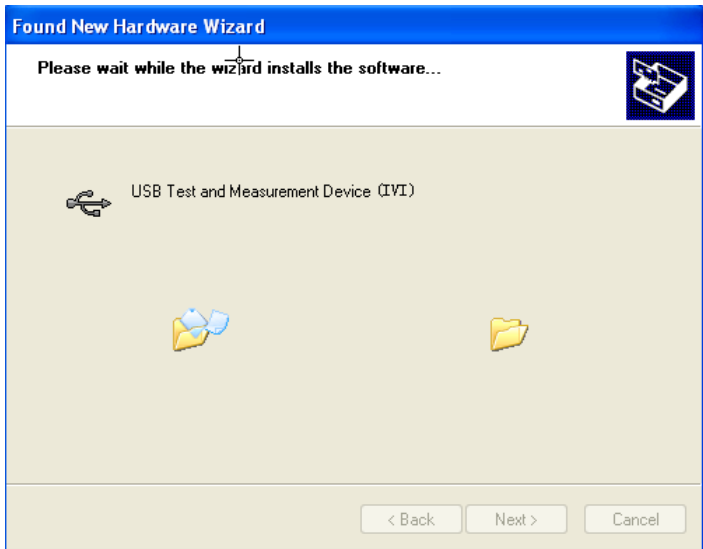 Found New Hardware Wizard
Please wait while the wizard installs the software...
USB Test and Measurement Device (IVI)
< Back
Next >
Cancel